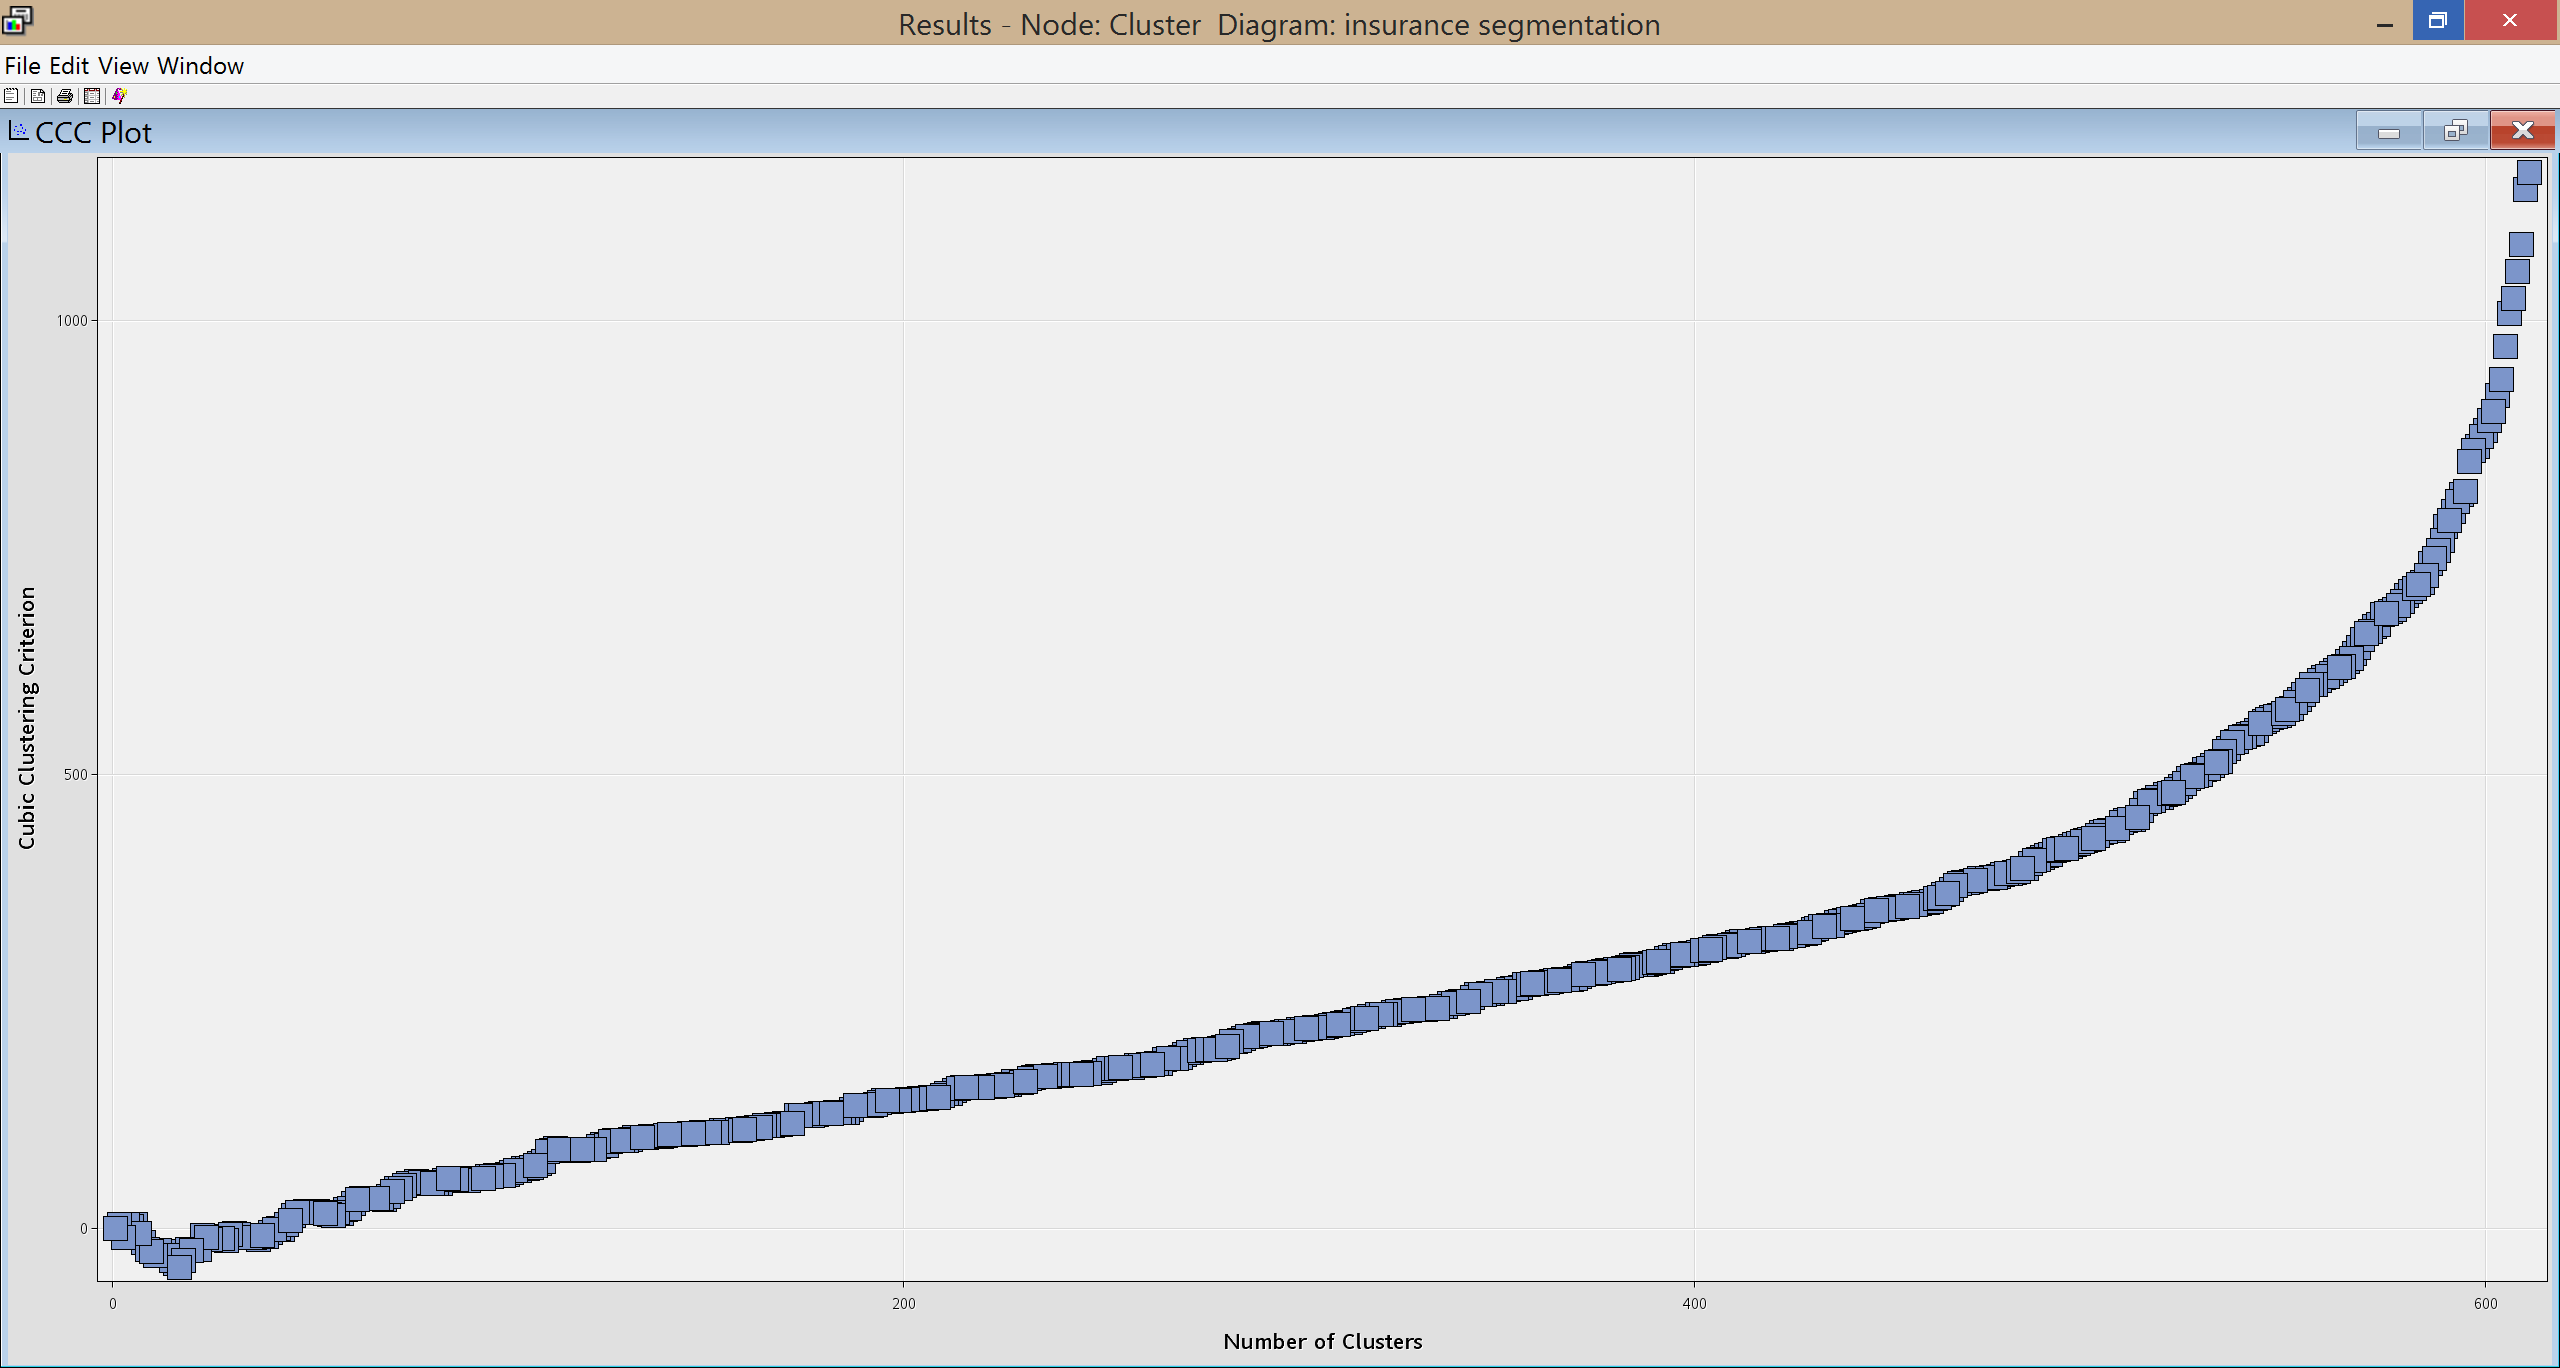 Results - Node: Cluster  Diagram: insurance segmentation
File Edit View Window
CCC Plot
Cubic Clustering Criterion
1000
500
0
0 200 400 600
Number of Clusters